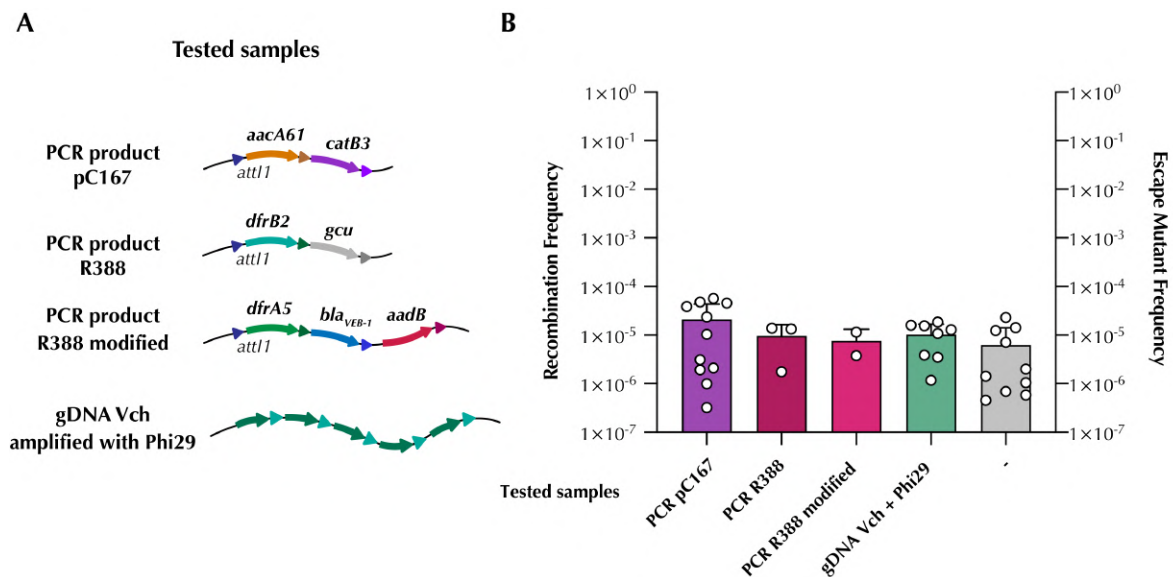 A
Tested samples
PCR product
pC167
aacA61
catB3
attI1
PCR product
R388
dfrB2
gcu
attI1
PCR product
R388 modified
dfrA5
blaVEB-1
aadB
attI1
gDNA Vch
amplified with Phi29
B
Recombination Frequency
1×10⁰
1×10⁻¹
1×10⁻²
1×10⁻³
1×10⁻⁴
1×10⁻⁵
1×10⁻⁶
1×10⁻⁷
1×10⁰
1×10⁻¹
1×10⁻²
1×10⁻³
1×10⁻⁴
1×10⁻⁵
1×10⁻⁶
1×10⁻⁷
Escape Mutant Frequency
Tested samples
PCR pC167
PCR R388
PCR R388 modified
gDNA Vch + Phi29
-